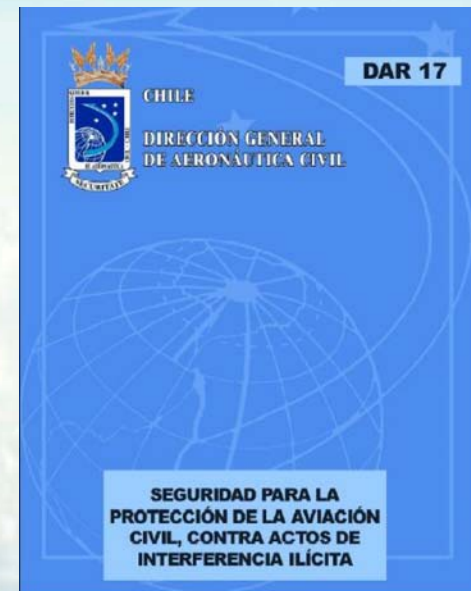 DAR 17
CHILE
DIRECCIÓN GENERAL
DE AERONÁUTICA CIVIL
SECURITATE
SEGURIDAD PARA LA
PROTECCIÓN DE LA AVIACIÓN
CIVIL, CONTRA ACTOS DE
INTERFERENCIA ILÍCITA